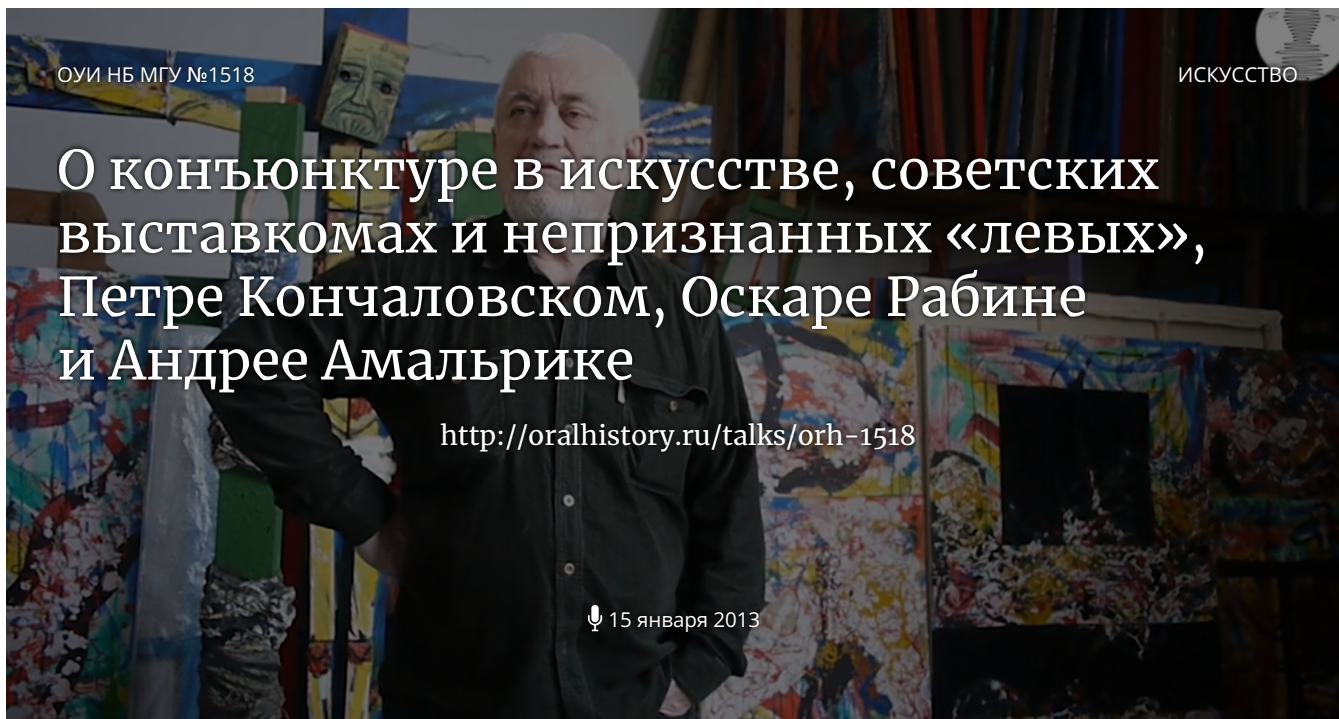 ОУИ НБ МГУ №1518
ИСКУССТВО
О конъюнктуре в искусстве, советских
выставкомах и непризнанных «левых»,
Петре Кончаловском, Оскаре Рабине
и Андрее Амальрике
http://oralhistory.ru/talks/orh-1518
15 января 2013